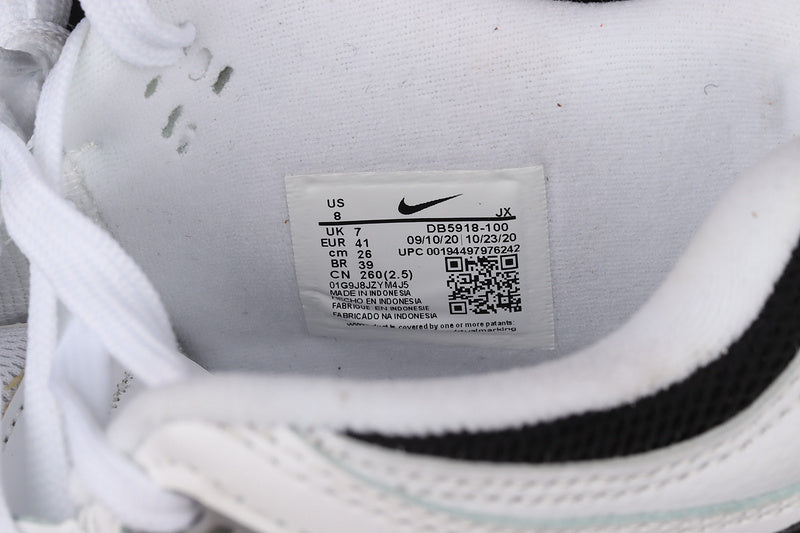 US
8
JX
UK 7
EUR 41
cm 26
BR 39
CN 260(2.5)
DB5918-100
09/10/20 10/23/20
UPC 00194497976242
01G9J8JZYM4J5
MADE IN INDONESIA
HECHO EN INDONESIA
FABRIQUE EN INDONESIE
FABRICADO NA INDONESIA
is covered by one or more patents: